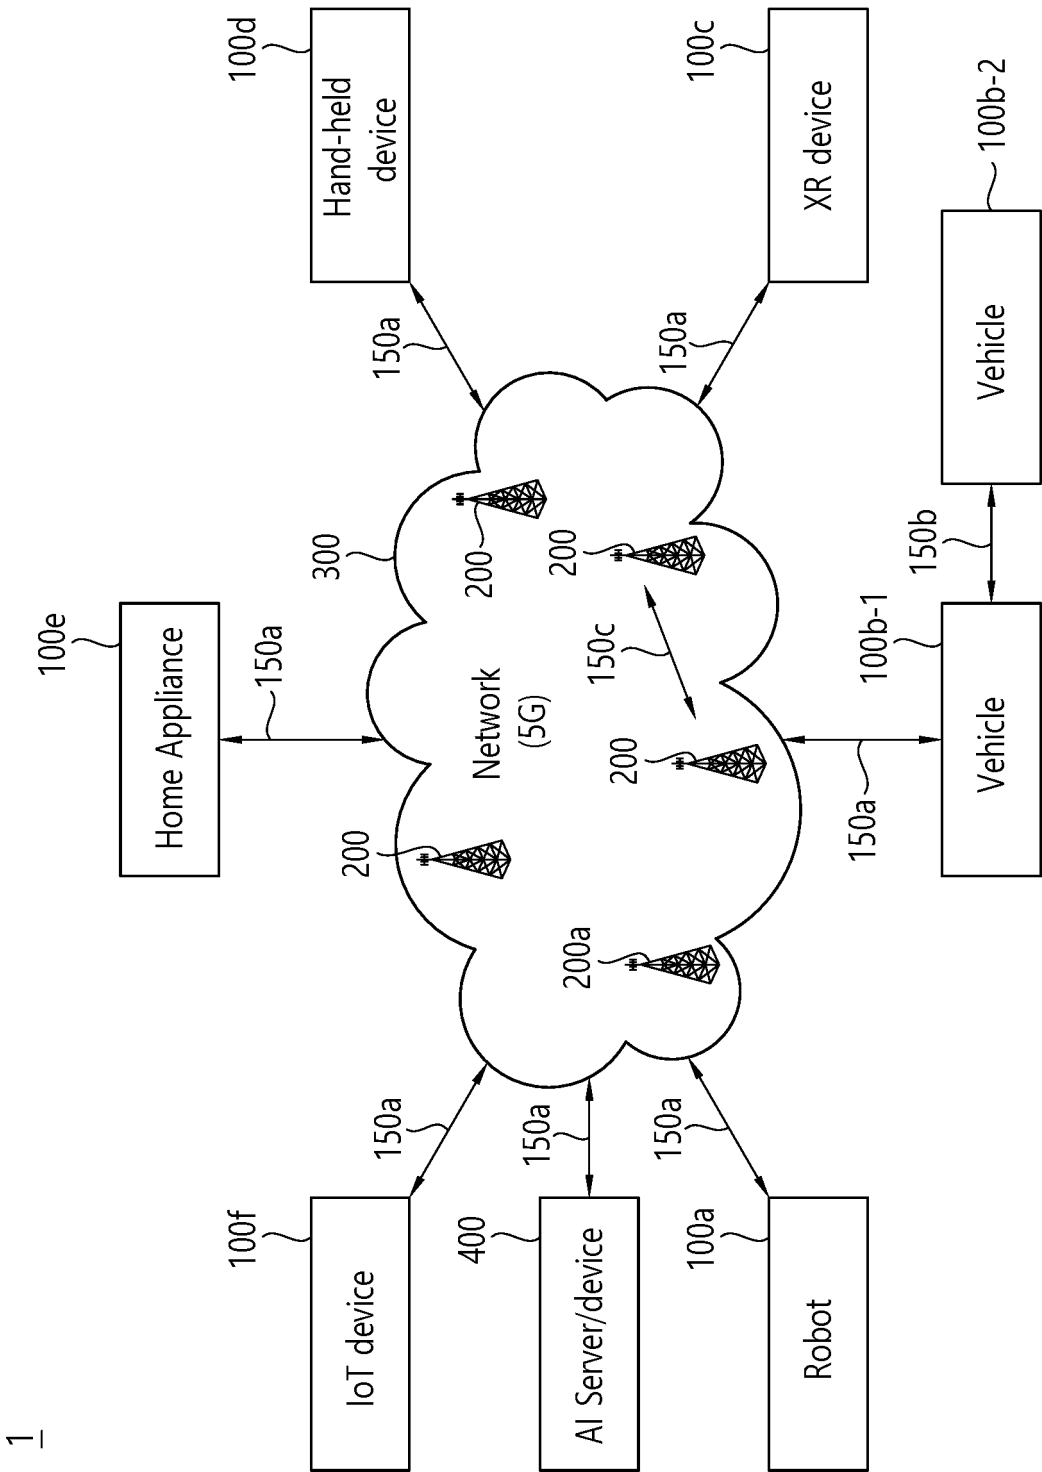 1
100e
Home Appliance
100f
100d
150a
300
Hand-held
device
IoT device
200
150a
150a
400
200
Network
(5G)
150a
200
200a
AI Server/device
150c
200
150a
150a
100a
100c
Robot
XR device
150a
100b-1
150b
Vehicle
Vehicle
100b-2